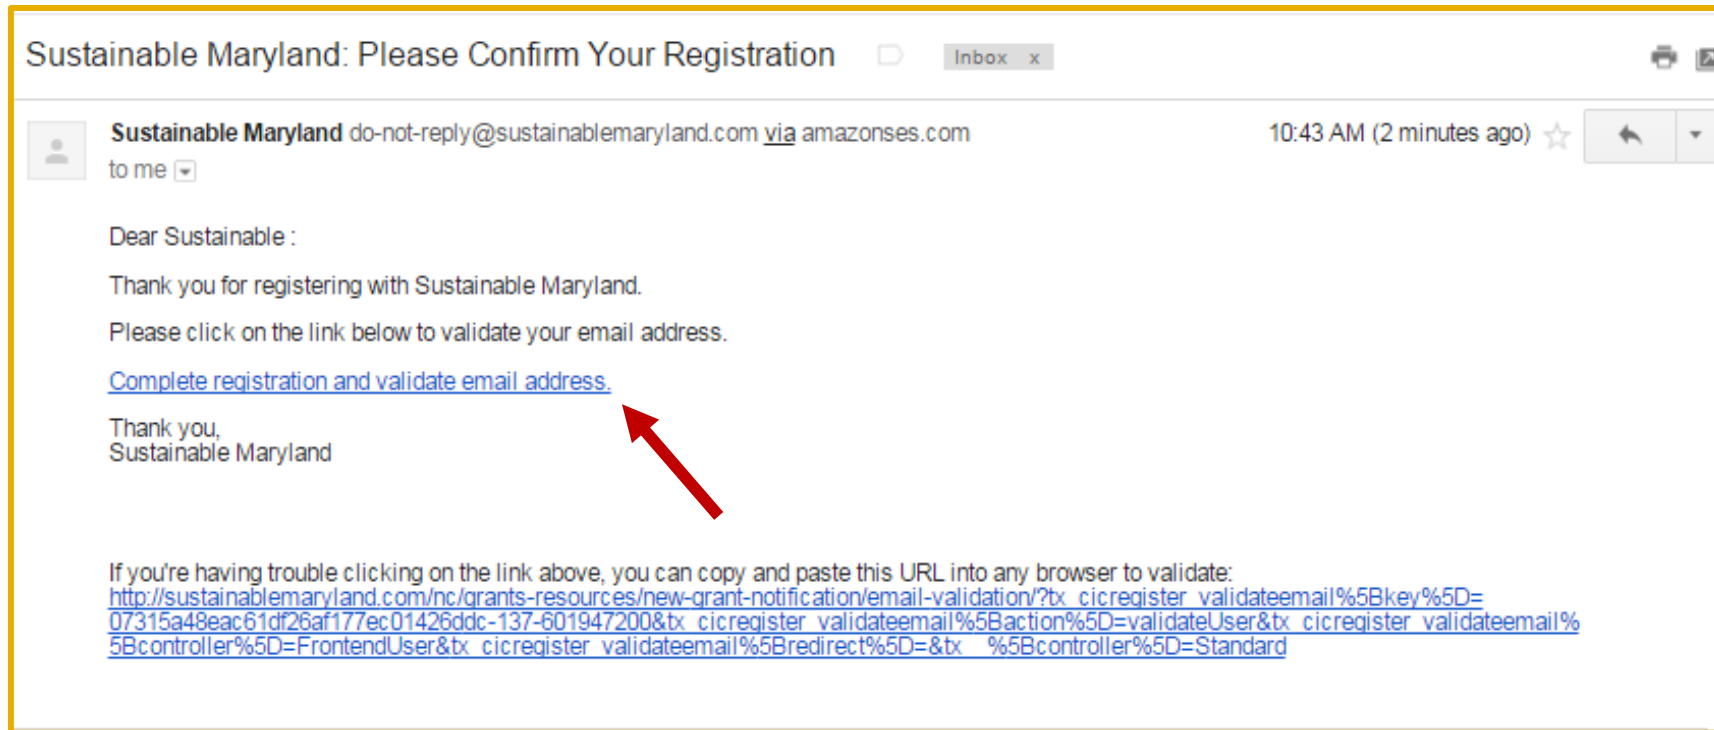 Sustainable Maryland: Please Confirm Your Registration Inbox x
Sustainable Maryland do-not-reply@sustainablemaryland.com via amazonses.com 10:43 AM (2 minutes ago)
to me
Dear Sustainable :
Thank you for registering with Sustainable Maryland.
Please click on the link below to validate your email address.
Complete registration and validate email address.
Thank you,
Sustainable Maryland
If you're having trouble clicking on the link above, you can copy and paste this URL into any browser to validate:
http://sustainablemaryland.com/nc/grants-resources/new-grant-notification/email-validation/?tx_cicregister_validateemail%5Bkey%5D=
07315a48eac61df26af177ec01426ddc-137-601947200&tx_cicregister_validateemail%5Baction%5D=validateUser&tx_cicregister_validateemail%
5Bcontroller%5D=FrontendUser&tx_cicregister_validateemail%5Bredirect%5D=&tx__%5Bcontroller%5D=Standard